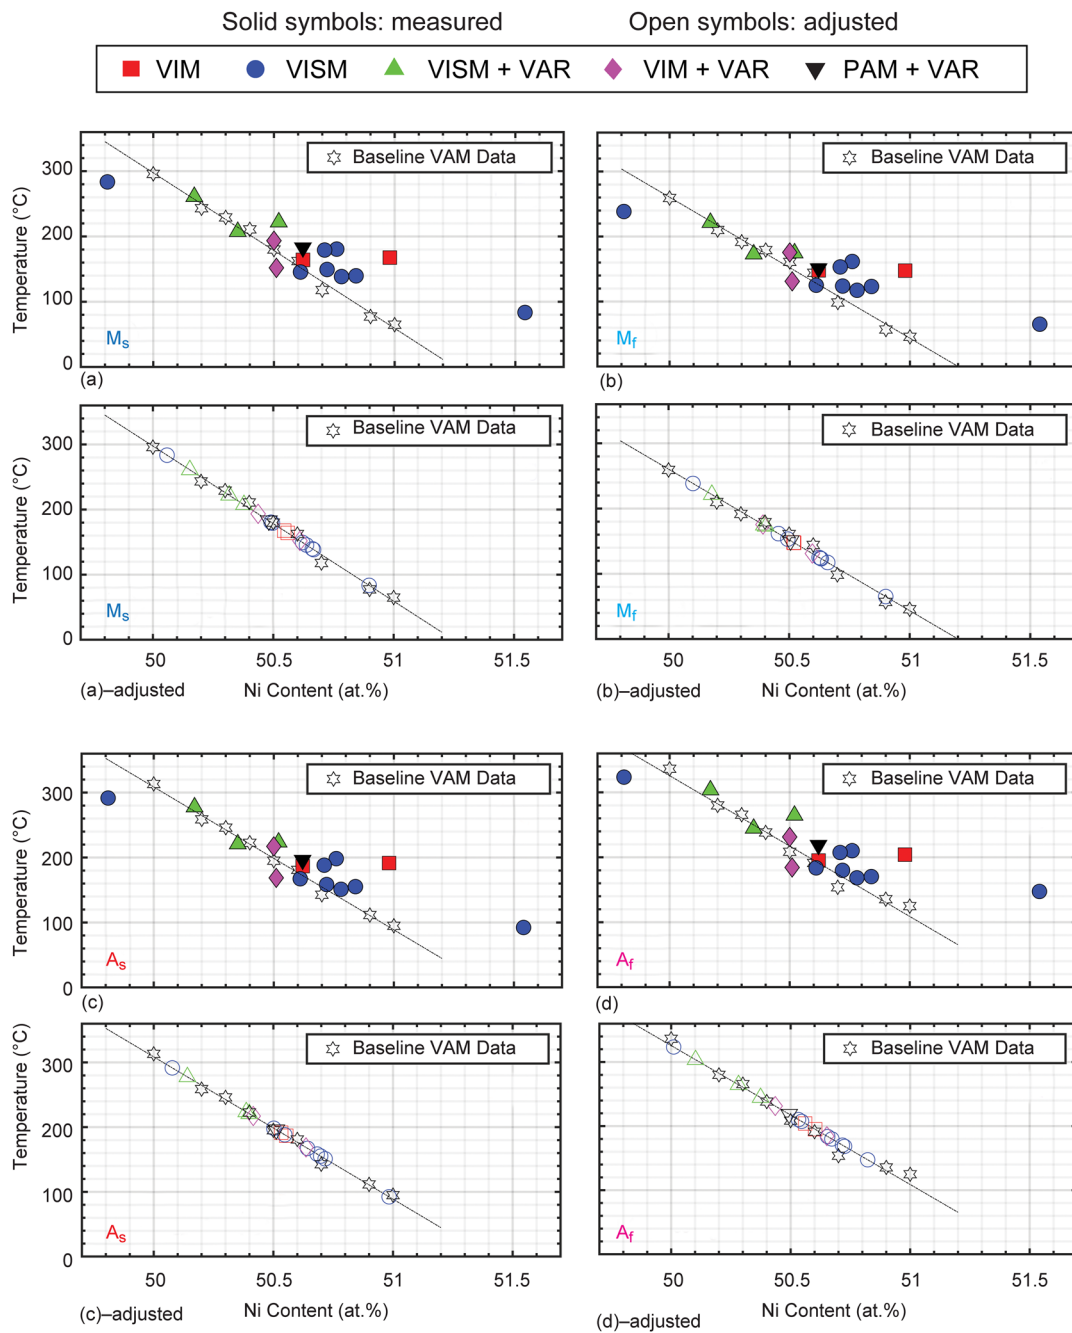 Solid symbols: measured Open symbols: adjusted
VIM VISM VISM + VAR VIM + VAR PAM + VAR
Temperature (°C)
300
200
100
0
Baseline VAM Data
Ms
(a)
Baseline VAM Data
Mf
(b)
Temperature (°C)
300
200
100
0
Baseline VAM Data
Ms
50 50.5 51 51.5
(a)–adjusted Ni Content (at.%)
Baseline VAM Data
Mf
50 50.5 51 51.5
(b)–adjusted Ni Content (at.%)
Temperature (°C)
300
200
100
0
Baseline VAM Data
As
(c)
Baseline VAM Data
Af
(d)
Temperature (°C)
300
200
100
0
Baseline VAM Data
As
50 50.5 51 51.5
(c)–adjusted Ni Content (at.%)
Baseline VAM Data
Af
50 50.5 51 51.5
(d)–adjusted Ni Content (at.%)